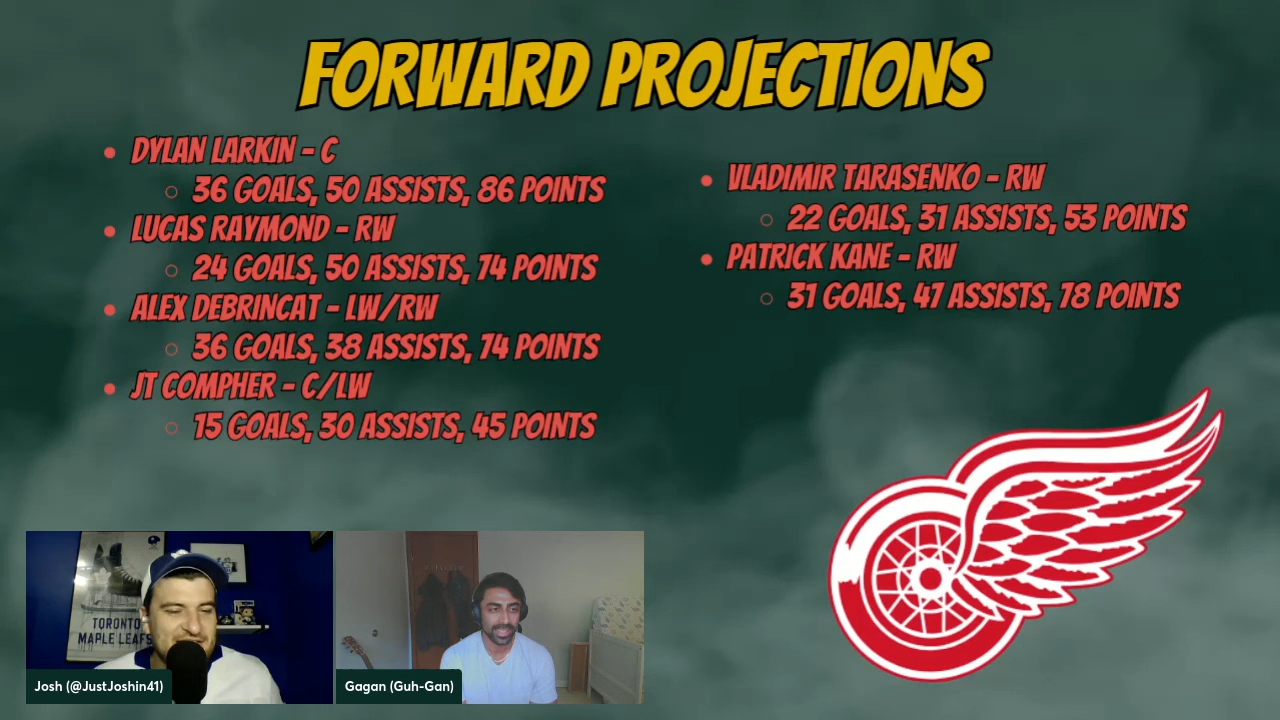 FORWARD PROJECTIONS
DYLAN LARKIN - C
36 GOALS, 50 ASSISTS, 86 POINTS
LUCAS RAYMOND - RW
24 GOALS, 50 ASSISTS, 74 POINTS
ALEX DEBRINCAT - LW/RW
36 GOALS, 38 ASSISTS, 74 POINTS
JT COMPHER - C/LW
15 GOALS, 30 ASSISTS, 45 POINTS
VLADIMIR TARASENKO - RW
22 GOALS, 31 ASSISTS, 53 POINTS
PATRICK KANE - RW
31 GOALS, 47 ASSISTS, 78 POINTS
TORONTO
MAPLE LEAFS
Josh (@JustJoshin41)
Gagan (Guh-Gan)